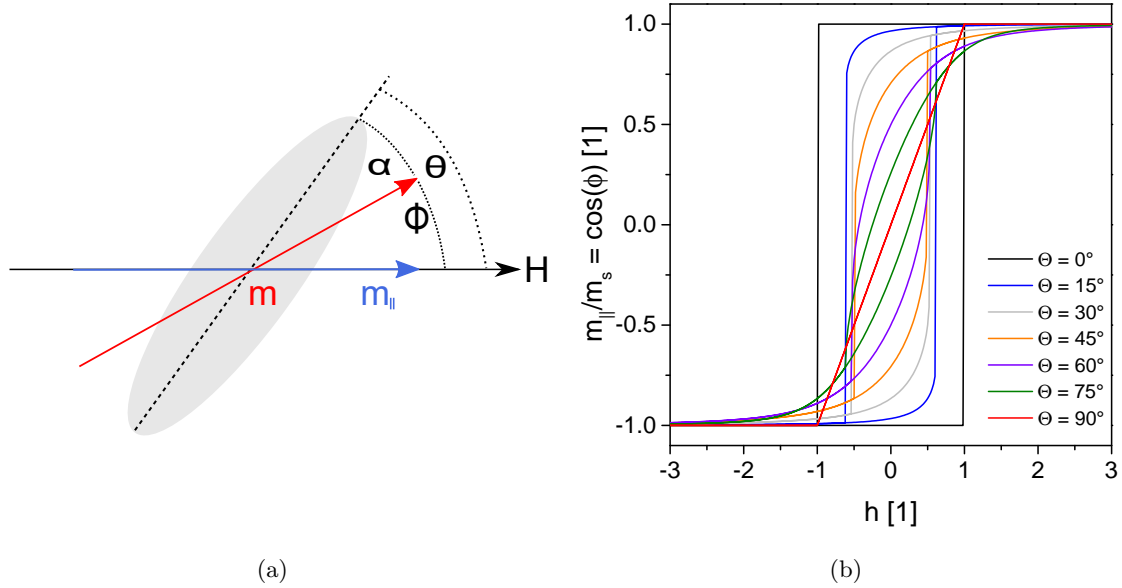 α
θ
ϕ
H
m
m||
(a)
m||/ms = cos(ϕ) [1]
1.0
0.5
0.0
-0.5
-1.0
Θ = 0°
Θ = 15°
Θ = 30°
Θ = 45°
Θ = 60°
Θ = 75°
Θ = 90°
-3 -2 -1 0 1 2 3
h [1]
(b)